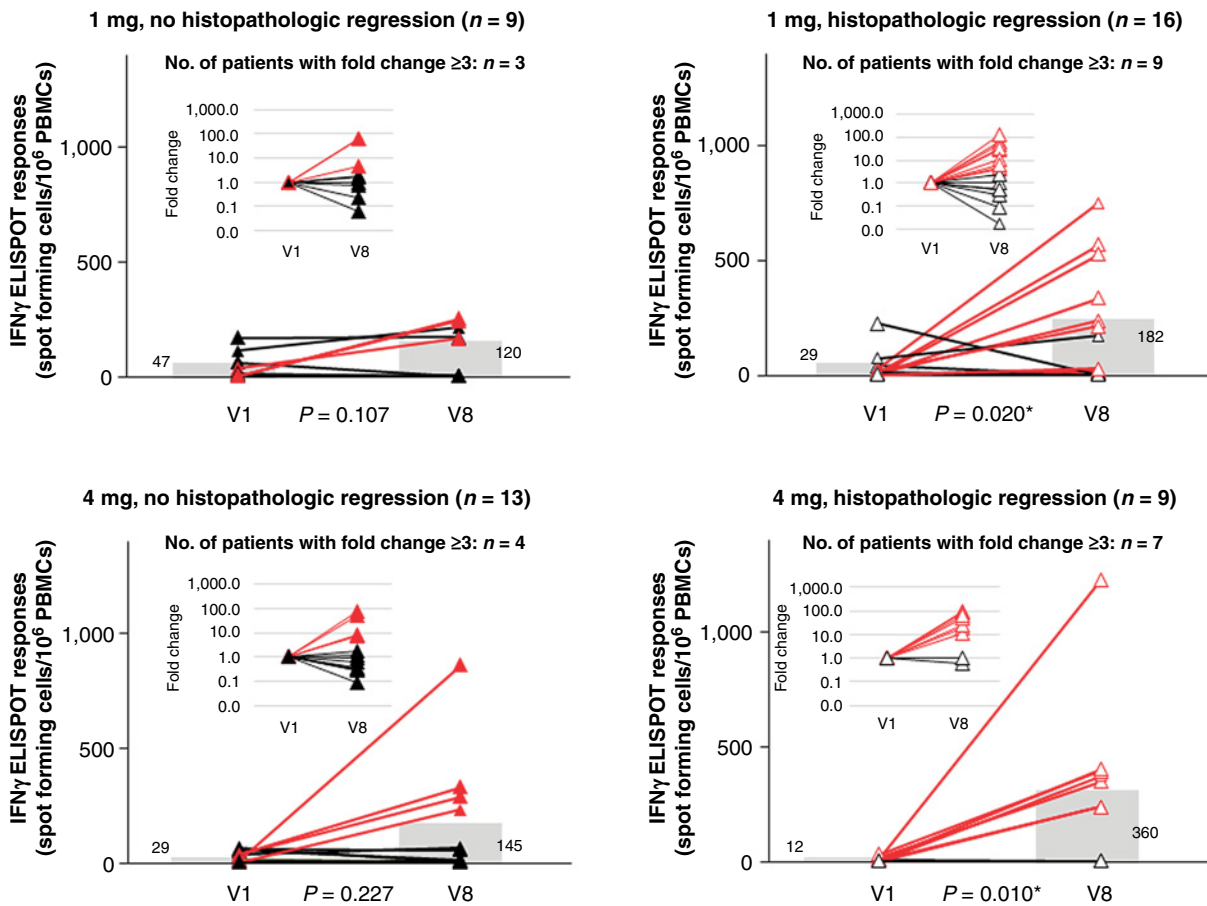 1 mg, no histopathologic regression (n = 9)
No. of patients with fold change ≥3: n = 3
IFNγ ELISPOT responses
(spot forming cells/10⁶ PBMCs)
1,000
500
0
Fold change
1,000.0
100.0
10.0
1.0
0.1
0.0
V1 V8
47
120
V1 P = 0.107 V8
1 mg, histopathologic regression (n = 16)
No. of patients with fold change ≥3: n = 9
IFNγ ELISPOT responses
(spot forming cells/10⁶ PBMCs)
1,000
500
0
Fold change
1,000.0
100.0
10.0
1.0
0.1
0.0
V1 V8
29
182
V1 P = 0.020* V8
4 mg, no histopathologic regression (n = 13)
No. of patients with fold change ≥3: n = 4
IFNγ ELISPOT responses
(spot forming cells/10⁶ PBMCs)
1,000
500
0
Fold change
1,000.0
100.0
10.0
1.0
0.1
0.0
V1 V8
29
145
V1 P = 0.227 V8
4 mg, histopathologic regression (n = 9)
No. of patients with fold change ≥3: n = 7
IFNγ ELISPOT responses
(spot forming cells/10⁶ PBMCs)
1,000
500
0
Fold change
1,000.0
100.0
10.0
1.0
0.1
0.0
V1 V8
12
360
V1 P = 0.010* V8